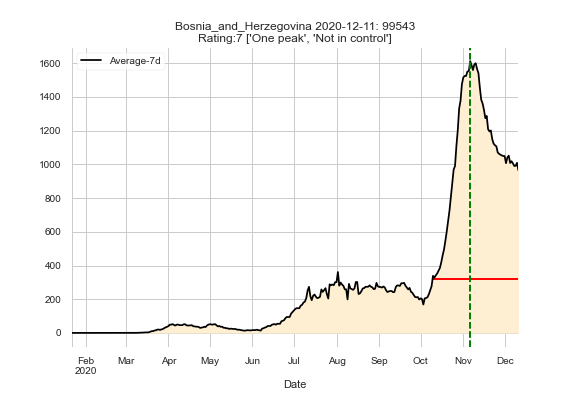 Bosnia_and_Herzegovina 2020-12-11: 99543
Rating:7 ['One peak', 'Not in control']
Average-7d
1600
1400
1200
1000
800
600
400
200
0
Feb Mar Apr May Jun Jul Aug Sep Oct Nov Dec
2020
Date